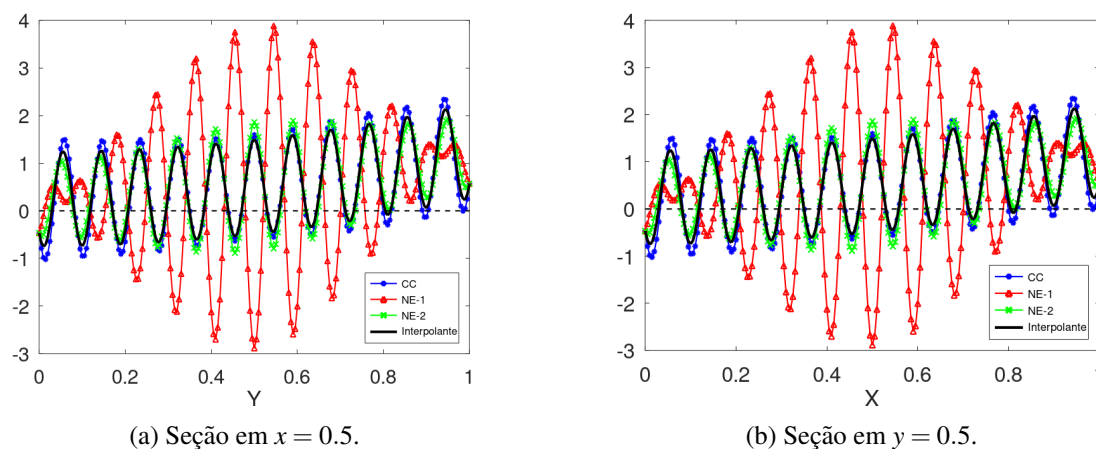 4
3
2
1
0
-1
-2
-3
0 0.2 0.4 0.6 0.8 1
Y
CC
NE-1
NE-2
Interpolante
(a) Seção em x = 0.5.
4
3
2
1
0
-1
-2
-3
0 0.2 0.4 0.6 0.8 1
X
CC
NE-1
NE-2
Interpolante
(b) Seção em y = 0.5.